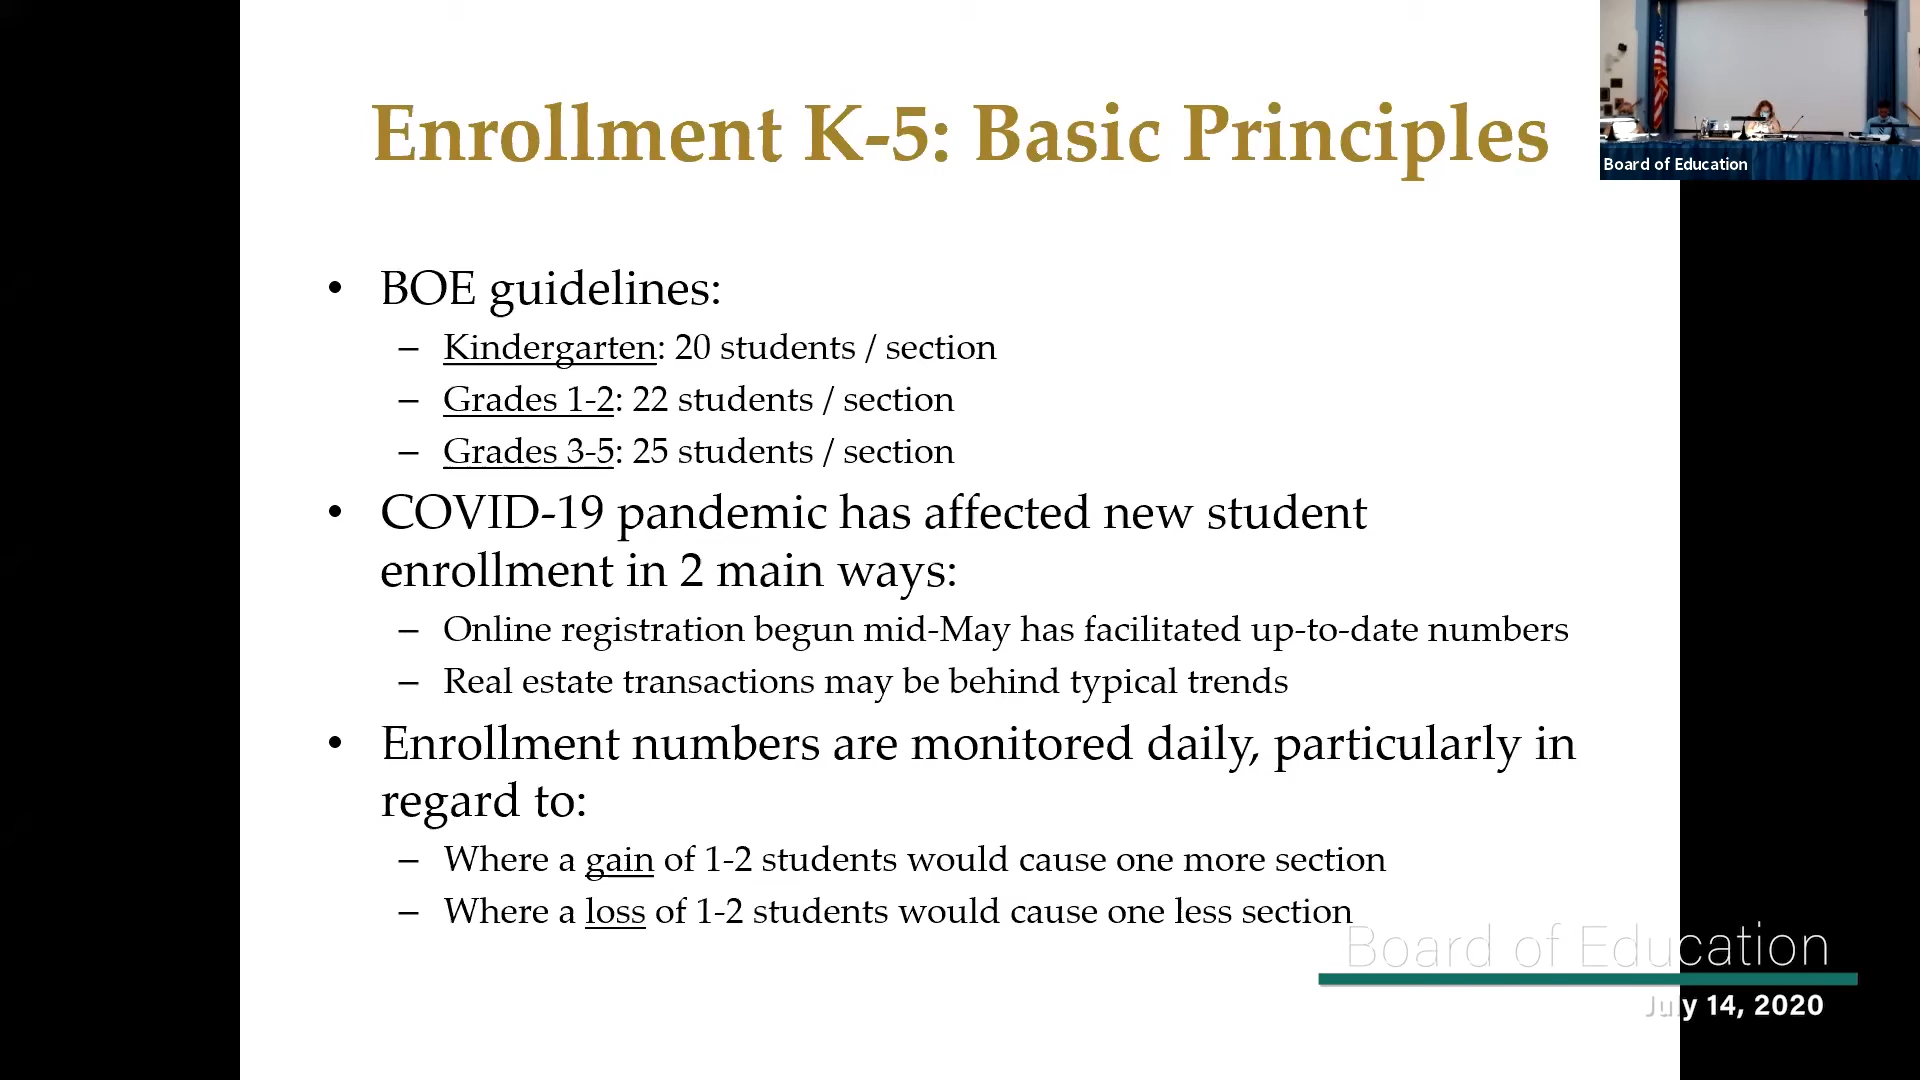 Enrollment K-5: Basic Principles
Board of Education
• BOE guidelines:
– Kindergarten: 20 students / section
– Grades 1-2: 22 students / section
– Grades 3-5: 25 students / section
• COVID-19 pandemic has affected new student
enrollment in 2 main ways:
– Online registration begun mid-May has facilitated up-to-date numbers
– Real estate transactions may be behind typical trends
• Enrollment numbers are monitored daily, particularly in
regard to:
– Where a gain of 1-2 students would cause one more section
– Where a loss of 1-2 students would cause one less section
Board of Education
July 14, 2020